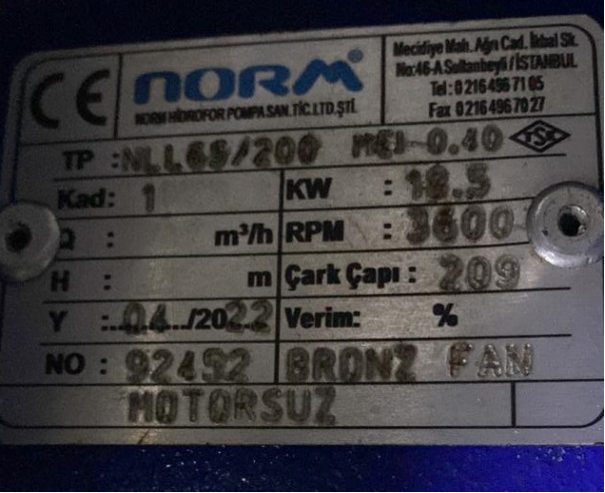 CE
NORM®
NORM HİDROFOR POMPA SAN. TİC. LTD. ŞTİ.
Mecidiye Mah. Ağrı Cad. İkbal Sk.
No:46-A Sultanbeyli / İSTANBUL
Tel : 0 216 496 71 05
Fax 0 216 496 70 27
TP : NLL65/200 MEI-0.40 TSE
Kad: 1 KW : 18.5
Q : m³/h RPM : 3600
H : m Çark Çapı : 209
Y :..04../2022 Verim: %
NO : 92492 BRONZ FAN
MOTORSUZ